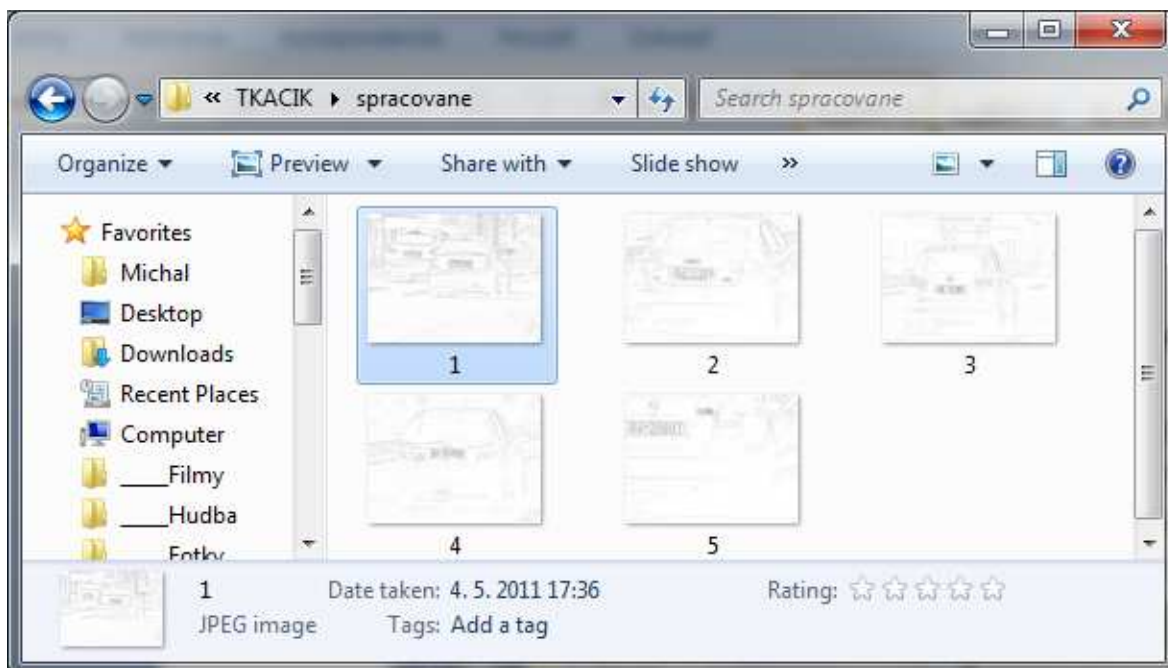 « TKACIK ▸ spracovane
Search spracovane
Organize Preview Share with Slide show »
Favorites
Michal
Desktop
Downloads
Recent Places
Computer
____Filmy
____Hudba
____Fotky
1
2
3
4
5
1
Date taken: 4. 5. 2011 17:36
Rating:
JPEG image
Tags: Add a tag